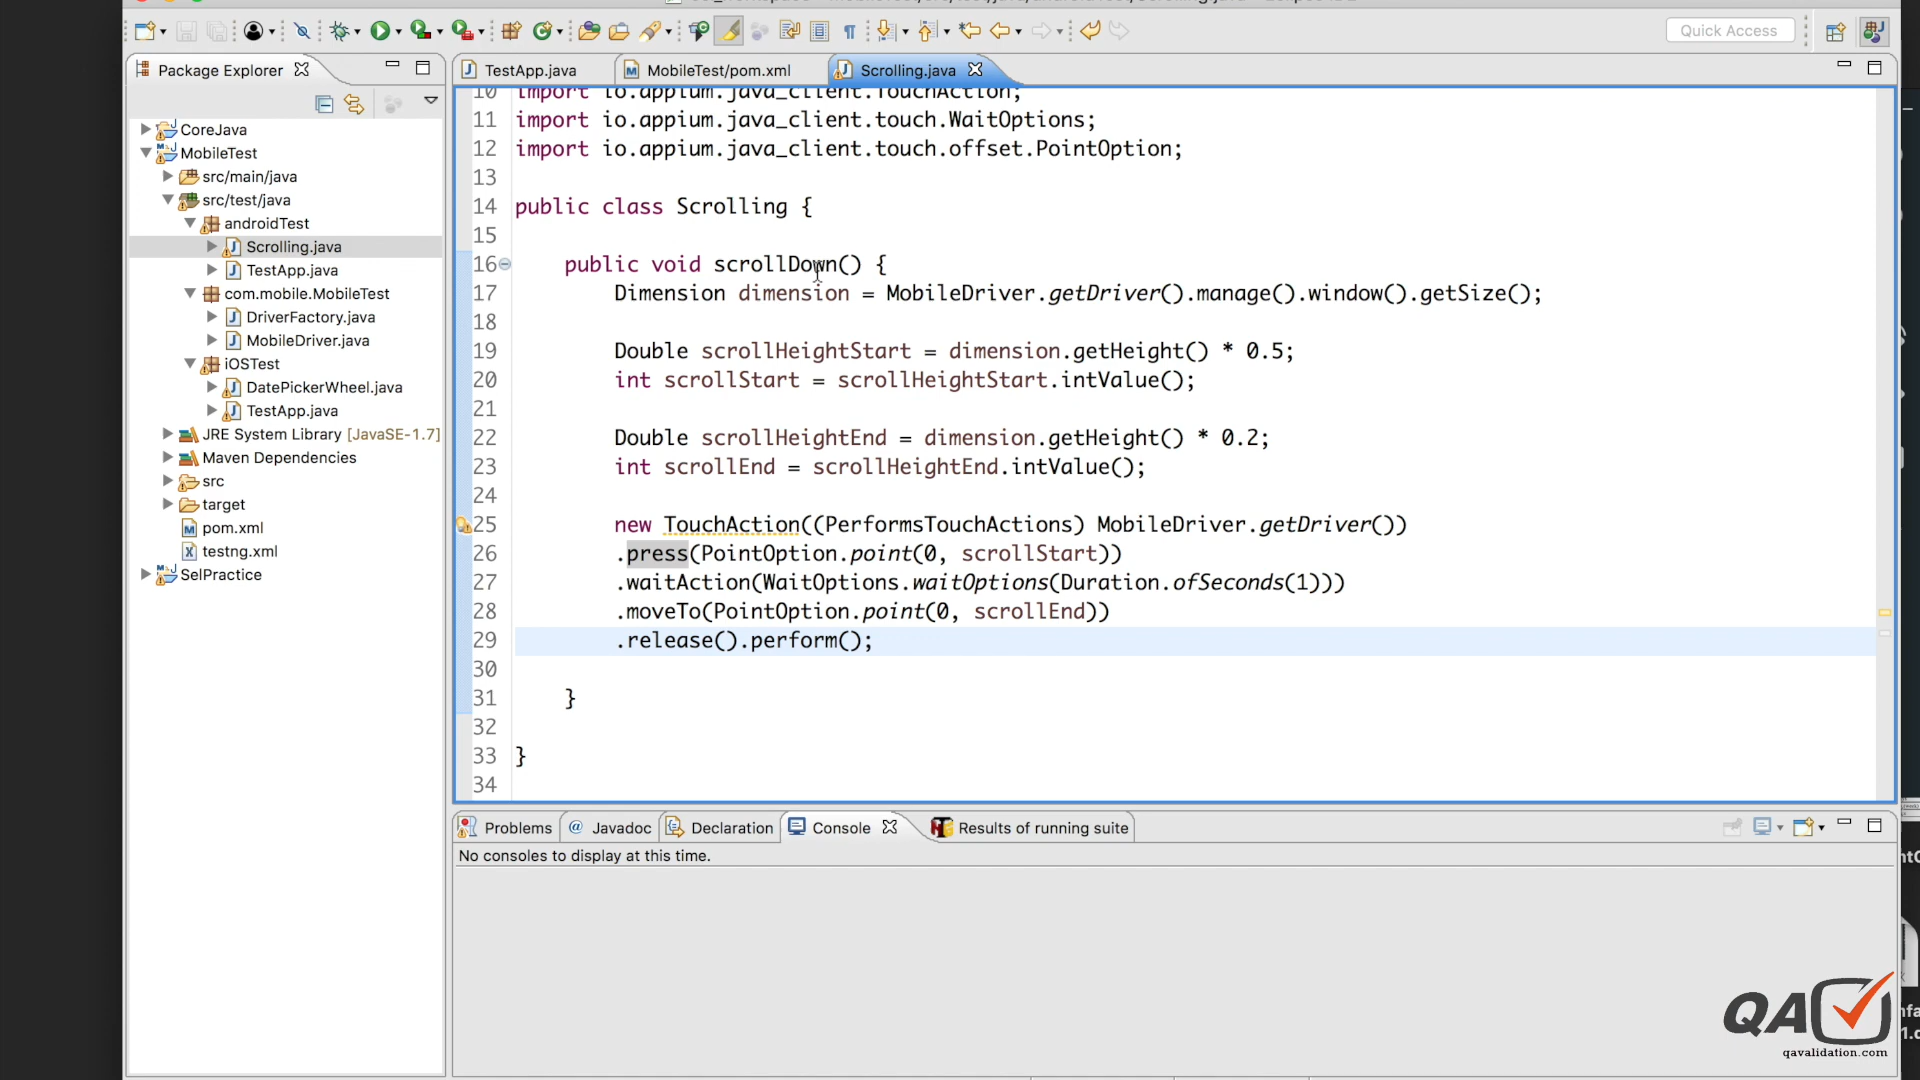 Quick Access
Package Explorer
TestApp.java
MobileTest/pom.xml
Scrolling.java
CoreJava
MobileTest
src/main/java
src/test/java
androidTest
Scrolling.java
TestApp.java
com.mobile.MobileTest
DriverFactory.java
MobileDriver.java
iOSTest
DatePickerWheel.java
TestApp.java
JRE System Library [JavaSE-1.7]
Maven Dependencies
src
target
pom.xml
testng.xml
SelPractice
10 import io.appium.java_client.TouchAction;
11 import io.appium.java_client.touch.WaitOptions;
12 import io.appium.java_client.touch.offset.PointOption;
13
14 public class Scrolling {
15
16 public void scrollDown() {
17 Dimension dimension = MobileDriver.getDriver().manage().window().getSize();
18
19 Double scrollHeightStart = dimension.getHeight() * 0.5;
20 int scrollStart = scrollHeightStart.intValue();
21
22 Double scrollHeightEnd = dimension.getHeight() * 0.2;
23 int scrollEnd = scrollHeightEnd.intValue();
24
25 new TouchAction((PerformsTouchActions) MobileDriver.getDriver())
26 .press(PointOption.point(0, scrollStart))
27 .waitAction(WaitOptions.waitOptions(Duration.ofSeconds(1)))
28 .moveTo(PointOption.point(0, scrollEnd))
29 .release().perform();
30
31 }
32
33 }
34
Problems
@ Javadoc
Declaration
Console
Results of running suite
No consoles to display at this time.
QA
qavalidation.com